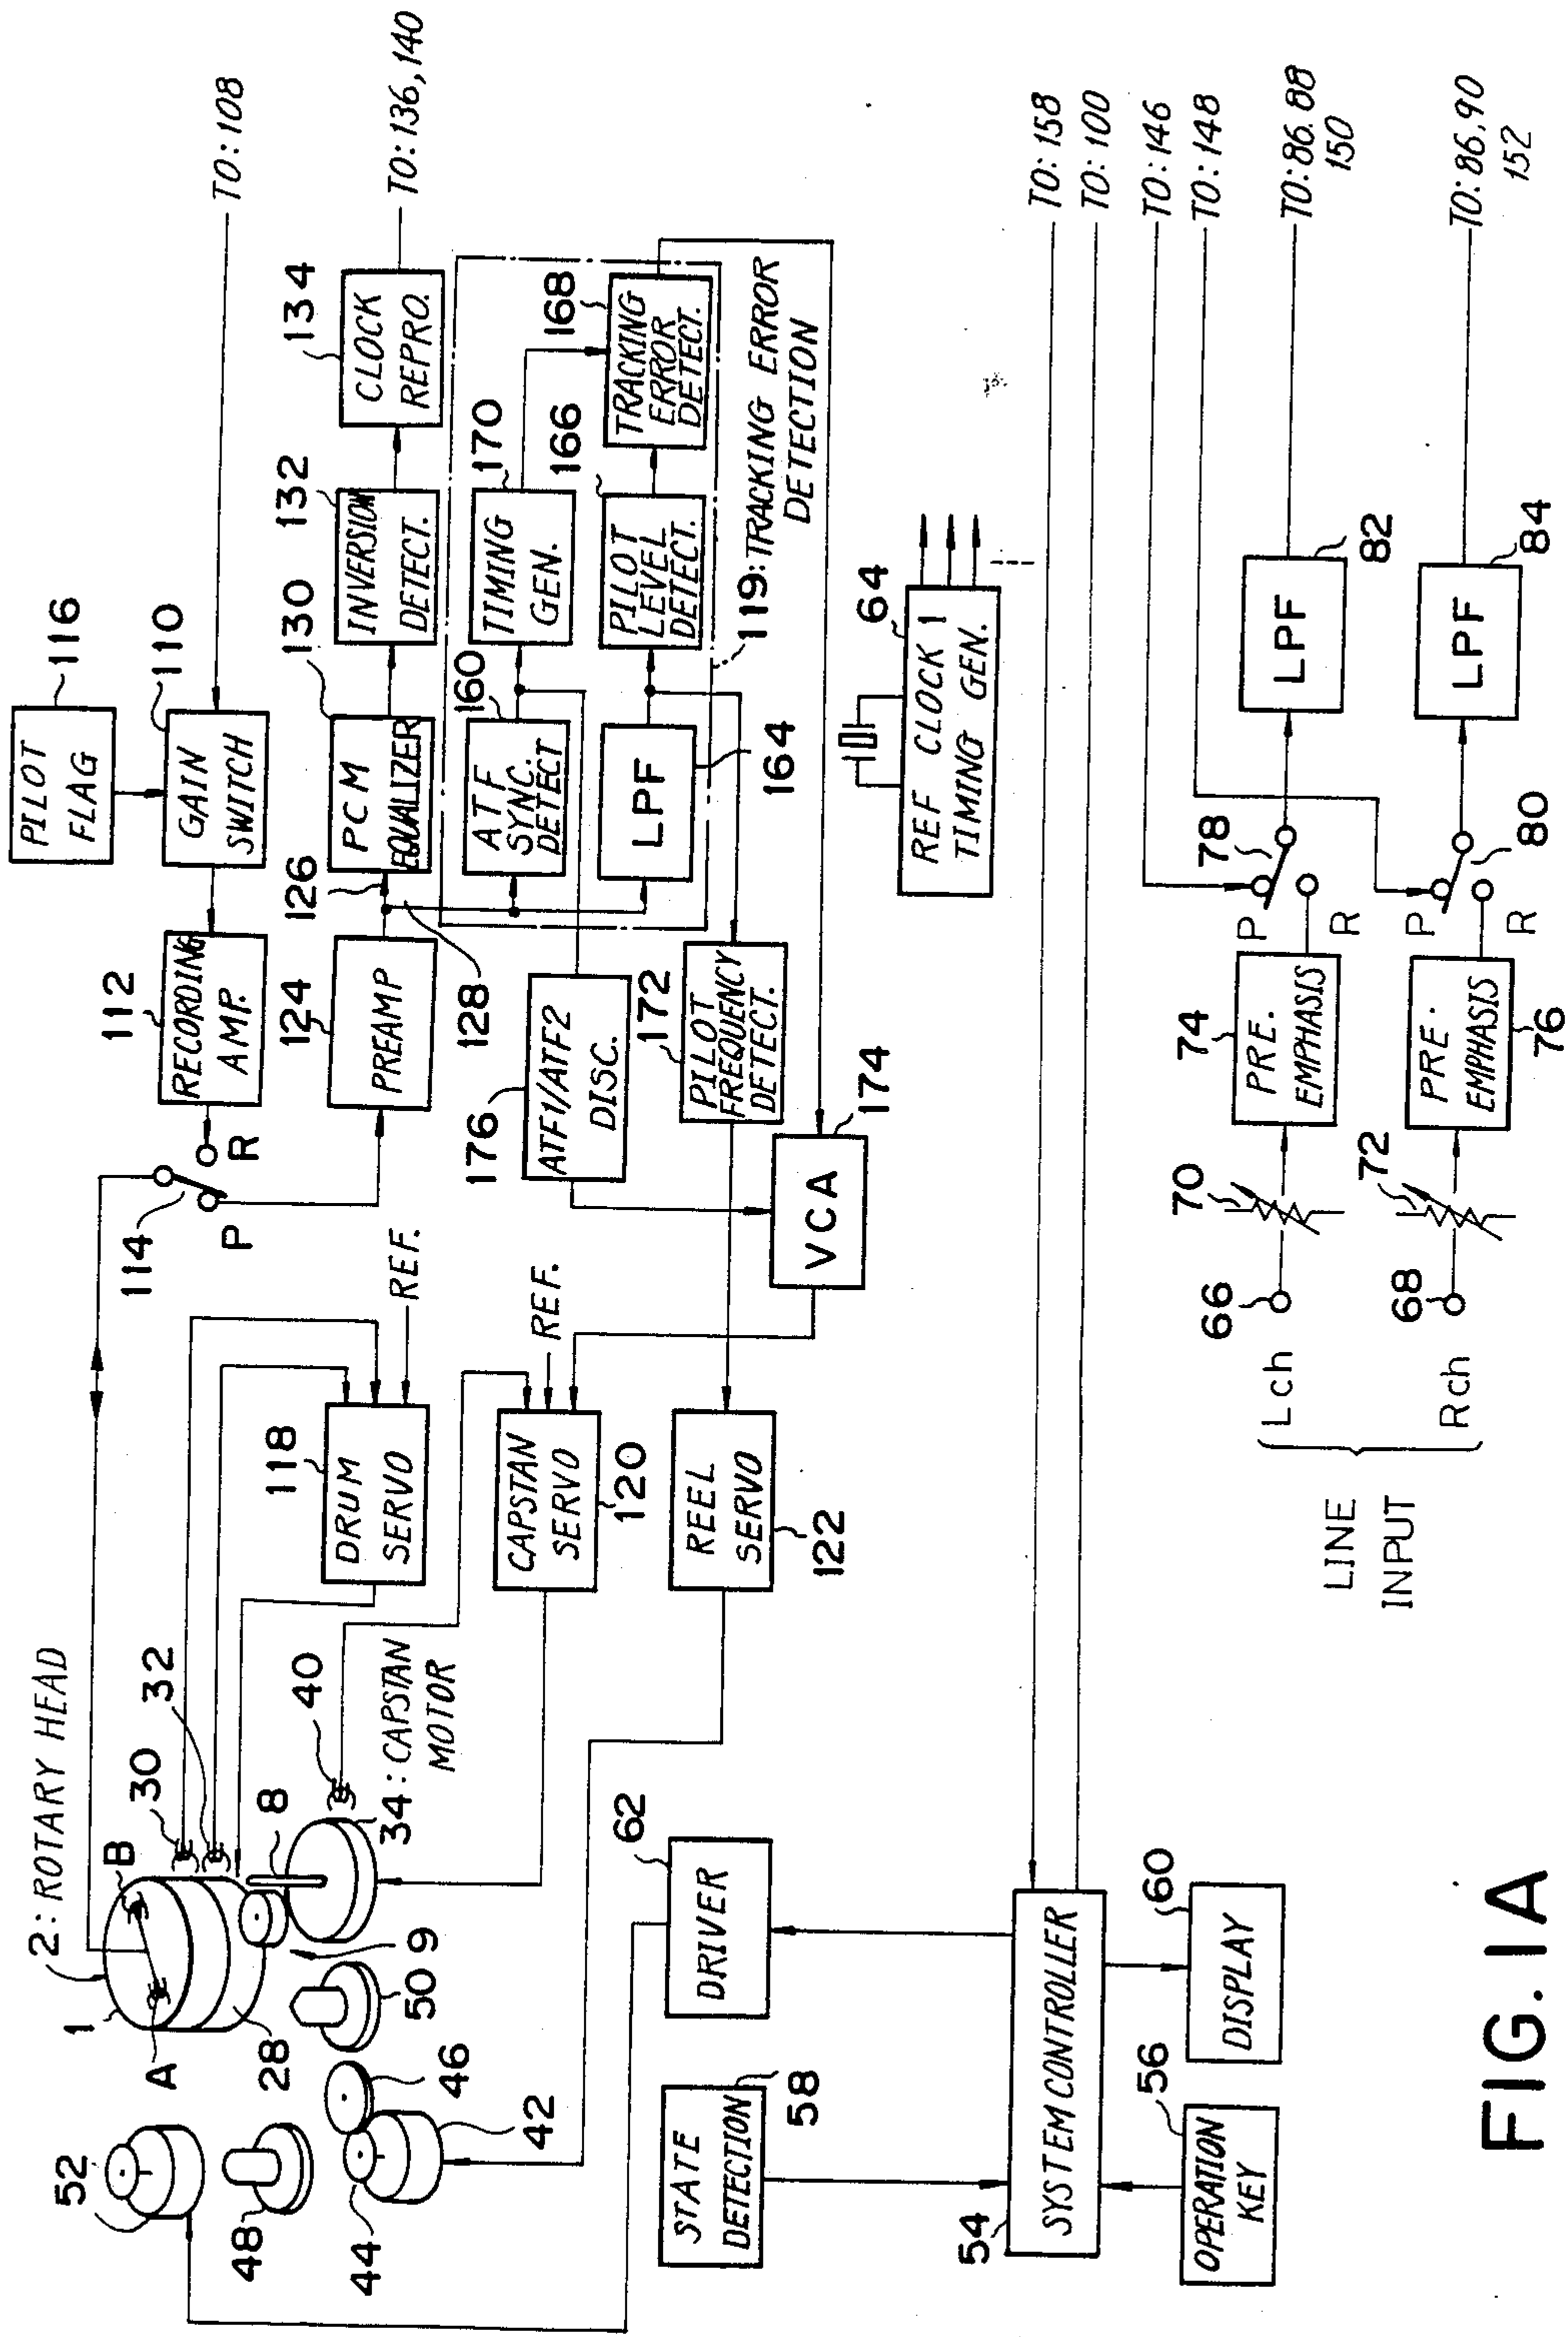 2: ROTARY HEAD
1
A
B
30
32
28
8
9
40
34: CAPSTAN
MOTOR
52
48
50
46
44
42
118
DRUM
SERVO
REF.
CAPSTAN
SERVO
120
REF.
REEL
SERVO
122
114
R
P
112
RECORDING
AMP.
110
GAIN
SWITCH
116
PILOT
FLAG
TO: 108
124
PREAMP
126
128
130
PCM
EQUALIZER
132
INVERSION
DETECT.
134
CLOCK
REPRO.
TO: 136, 140
160
ATF
SYNC.
DETECT
170
TIMING
GEN.
LPF
164
166
PILOT
LEVEL
DETECT.
168
TRACKING
ERROR
DETECT.
119: TRACKING ERROR
DETECTION
176
ATF1/ATF2
DISC.
172
PILOT
FREQUENCY
DETECT.
VCA
174
64
REF CLOCK 1
TIMING GEN.
62
DRIVER
STATE
DETECTION
58
54
SYSTEM CONTROLLER
TO: 158
TO: 100
56
OPERATION
KEY
60
DISPLAY
TO: 146
TO: 148
LINE
INPUT
Lch
66
70
74
PRE.
EMPHASIS
P
R
78
LPF
82
TO: 86. 88
150
Rch
68
72
PRE.
EMPHASIS
76
P
R
80
LPF
84
TO: 86, 90
152
FIG. 1A